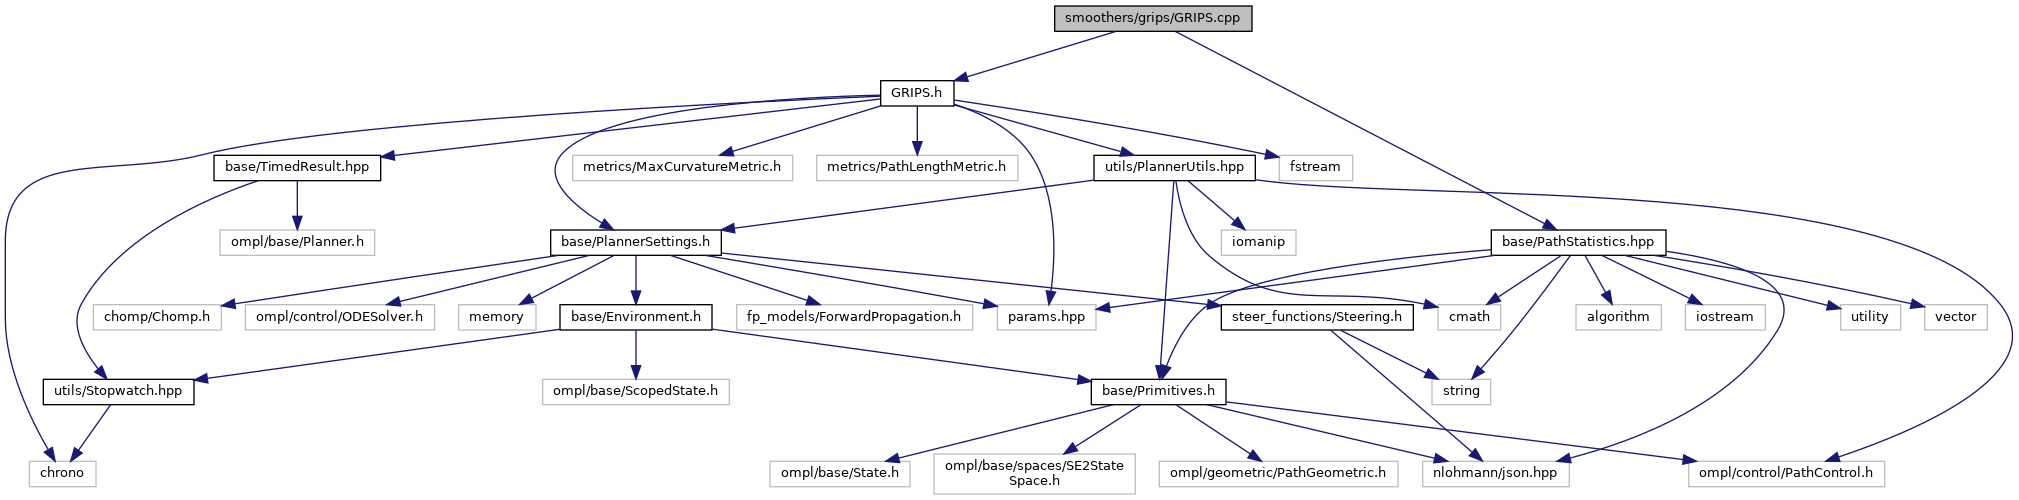 smoothers/grips/GRIPS.cpp
GRIPS.h
base/TimedResult.hpp
metrics/MaxCurvatureMetric.h
metrics/PathLengthMetric.h
utils/PlannerUtils.hpp
fstream
ompl/base/Planner.h
base/PlannerSettings.h
iomanip
base/PathStatistics.hpp
chomp/Chomp.h
ompl/control/ODESolver.h
memory
base/Environment.h
fp_models/ForwardPropagation.h
params.hpp
steer_functions/Steering.h
cmath
algorithm
iostream
utility
vector
utils/Stopwatch.hpp
ompl/base/ScopedState.h
base/Primitives.h
string
chrono
ompl/base/State.h
ompl/base/spaces/SE2State
Space.h
ompl/geometric/PathGeometric.h
nlohmann/json.hpp
ompl/control/PathControl.h